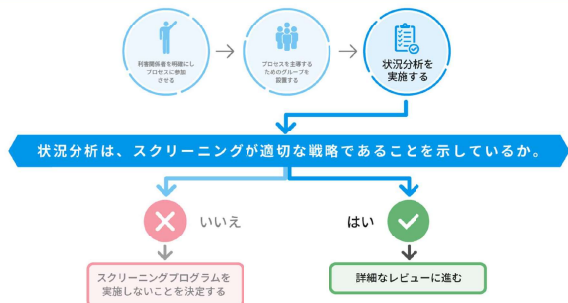 利害関係者を明確にし
プロセスに参加
させる
プロセスを主導する
ためのグループを
設置する
状況分析を
実施する
状況分析は、スクリーニングが適切な戦略であることを示しているか。
いいえ
はい
スクリーニングプログラムを
実施しないことを決定する
詳細なレビューに進む